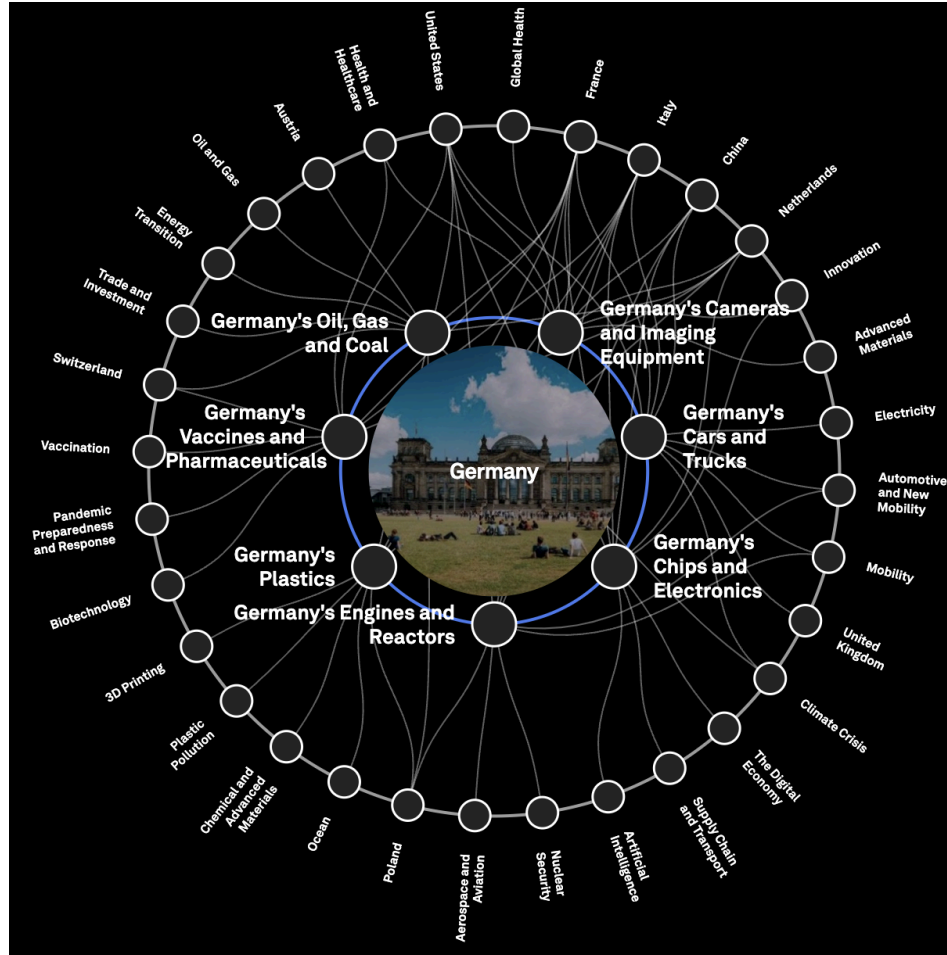 United States
Global Health
France
Italy
China
Netherlands
Innovation
Advanced
Materials
Electricity
Automotive
and New
Mobility
Mobility
United
Kingdom
Climate Crisis
The Digital
Economy
Supply Chain
and Transport
Artificial
Intelligence
Nuclear
Security
Aerospace and
Aviation
Poland
Ocean
Chemical and
Advanced
Materials
Plastic
Pollution
3D Printing
Biotechnology
Pandemic
Preparedness
and Response
Vaccination
Switzerland
Trade and
Investment
Energy
Transition
Oil and Gas
Austria
Health and
Healthcare
Germany's Oil, Gas
and Coal
Germany's Cameras
and Imaging
Equipment
Germany's
Vaccines and
Pharmaceuticals
Germany's
Cars and
Trucks
Germany
Germany's
Plastics
Germany's
Chips and
Electronics
Germany's Engines and
Reactors